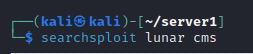 ┌──(kali㉿kali)-[~/server1]
└─$ searchsploit lunar cms